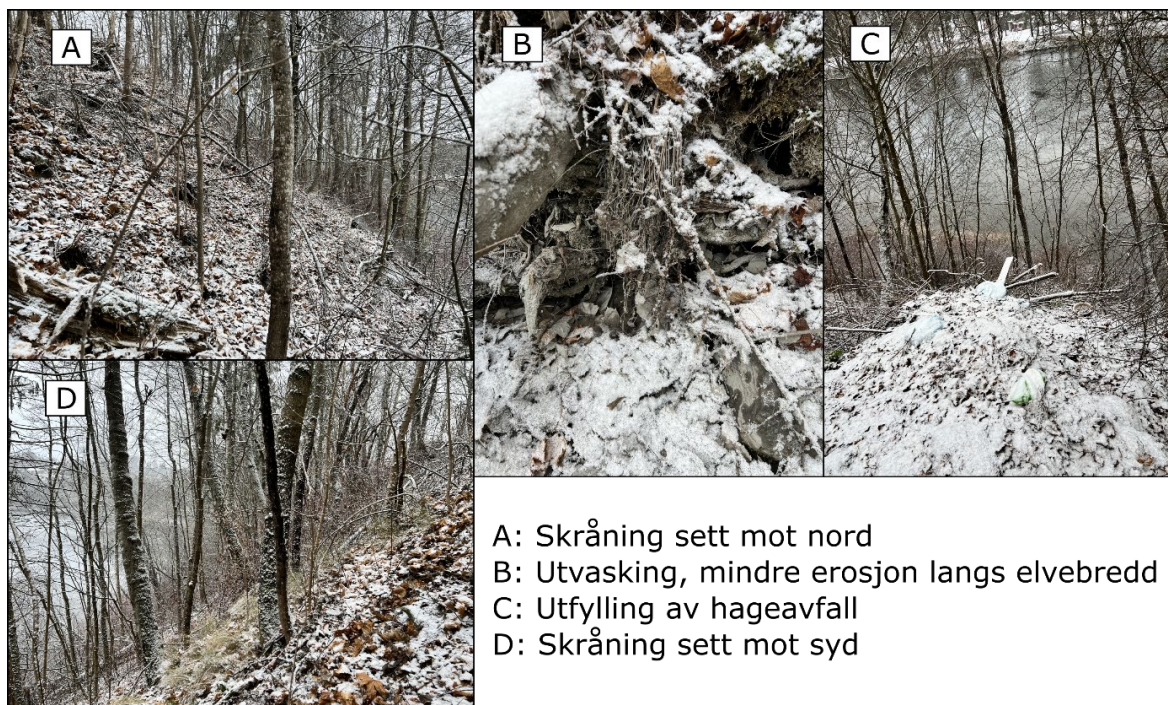 A
B
C
D
A: Skråning sett mot nord
B: Utvasking, mindre erosjon langs elvebredd
C: Utfylling av hageavfall
D: Skråning sett mot syd